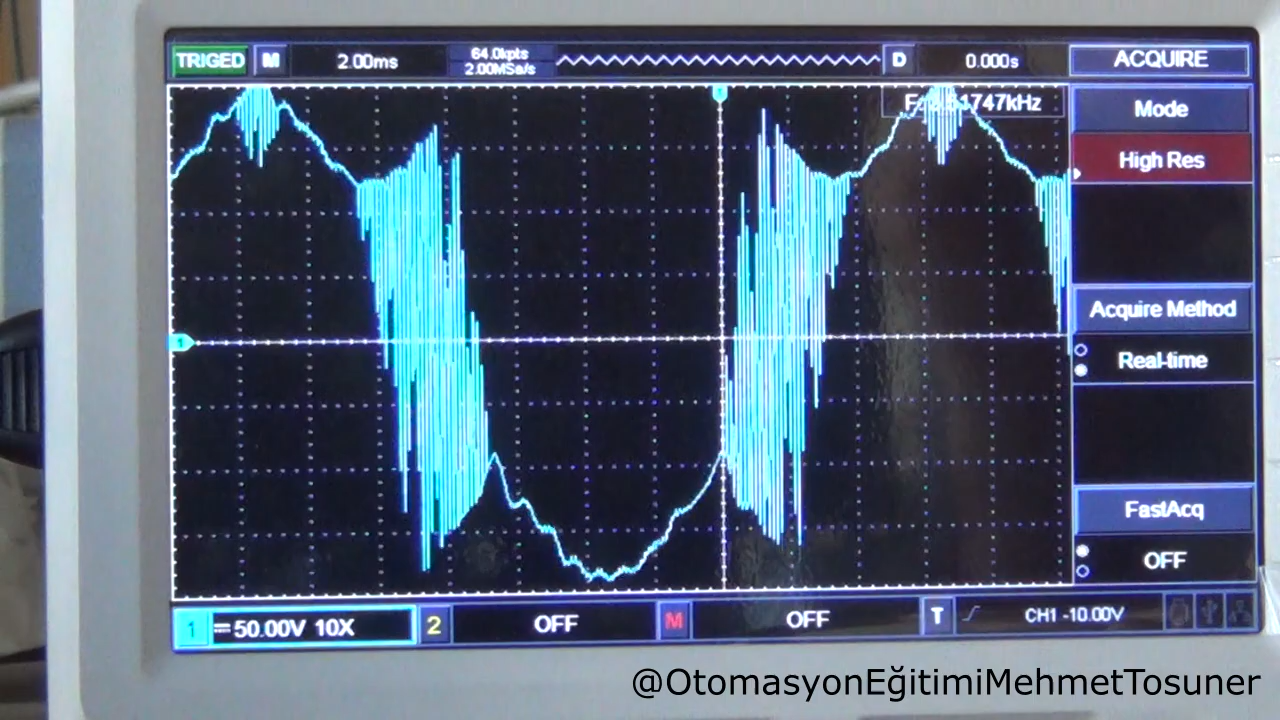 TRIGED M 2.00ms 64.0kpts D 0.000s ACQUIRE
2.00MSa/s
Mode
High Res
Acquire Method
Real-time
FastAcq
OFF
1
1 50.00V 10X 2 OFF M OFF T CH1 -10.00V
@OtomasyonEğitimiMehmetTosuner